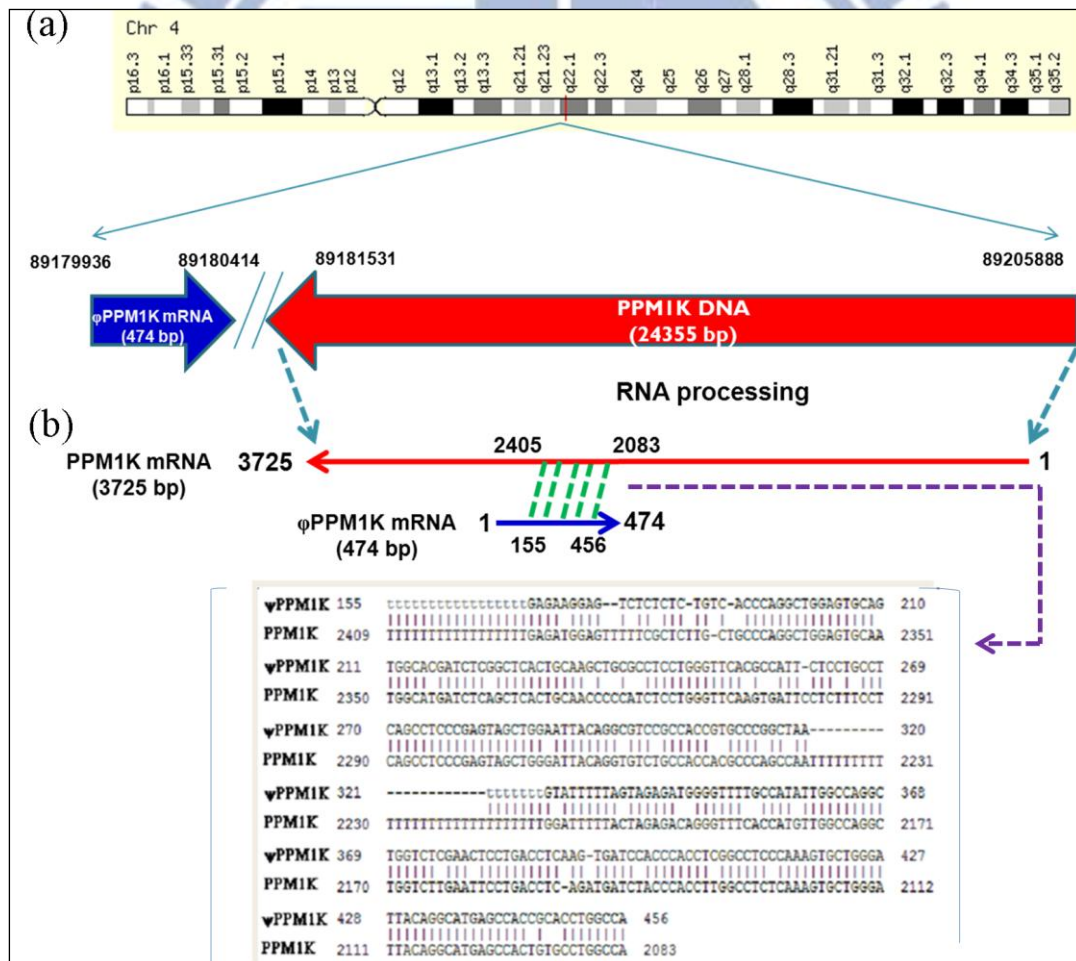 (a)
Chr 4
p16.3 p16.1 p15.33 p15.31 p15.2 p15.1 p14 p13 p12 q12 q13.1 q13.2 q13.3 q21.21 q21.23 q22.1 q22.3 q24 q25 q26 q27 q28.1 q28.3 q31.21 q31.3 q32.1 q32.3 q34.1 q34.3 q35.1 q35.2
89179936 89180414 89181531 89205888
φPPM1K mRNA
(474 bp)
PPM1K DNA
(24355 bp)
RNA processing
(b)
2405 2083
PPM1K mRNA 3725 1
(3725 bp)
φPPM1K mRNA 1 474
(474 bp) 155 456
ψPPM1K 155 ttttttttttttttttttGAGAAGGAG--TCTCTCTC-TGTC-ACCCAGGCTGGAGTGCAG 210
PPM1K 2409 TTTTTTTTTTTTTTTTTTGAGATGGAGTTTTTCGCTCTTG-CTGCCCAGGCTGGAGTGCAA 2351
ψPPM1K 211 TGGCACGATCTCGGCTCACTGCAAGCTGCGCCTCCTGGGTTCACGCCATT-CTCCTGCCT 269
PPM1K 2350 TGGCATGATCTCAGCTCACTGCAACCCCCATCTCCTGGGTTCAAGTGATTCCTCTTTCCT 2291
ψPPM1K 270 CAGCCTCCCGAGTAGCTGGAATTACAGGCGTCCGCCACCGTGCCCGGCTAA---------- 320
PPM1K 2290 CAGCCTCCCGAGTAGCTGGGATTACAGGTGTCTGCCACCACGCCCAGCCAATTTTTTTTT 2231
ψPPM1K 321 -------------tttttttGTATTTTTAGTAGAGATGGGGTTTTGCCATATTGGCCAGGC 368
PPM1K 2230 TTTTTTTTTTTTTTTTTTTTGGATTTTTACTAGAGACAGGGTTTCACCATGTTGGCCAGGC 2171
ψPPM1K 369 TGGTCTCGAACTCCTGACCTCAAG-TGATCCACCCACCTCGGCCTCCCAAAGTGCTGGGA 427
PPM1K 2170 TGGTCTTGAATTCCTGACCTC-AGATGATCTACCCACCTTGGCCTCTCAAAGTGCTGGGA 2112
ψPPM1K 428 TTACAGGCATGAGCCACCGCACCTGGCCA 456
PPM1K 2111 TTACAGGCATGAGCCACTGTGCCTGGCCA 2083